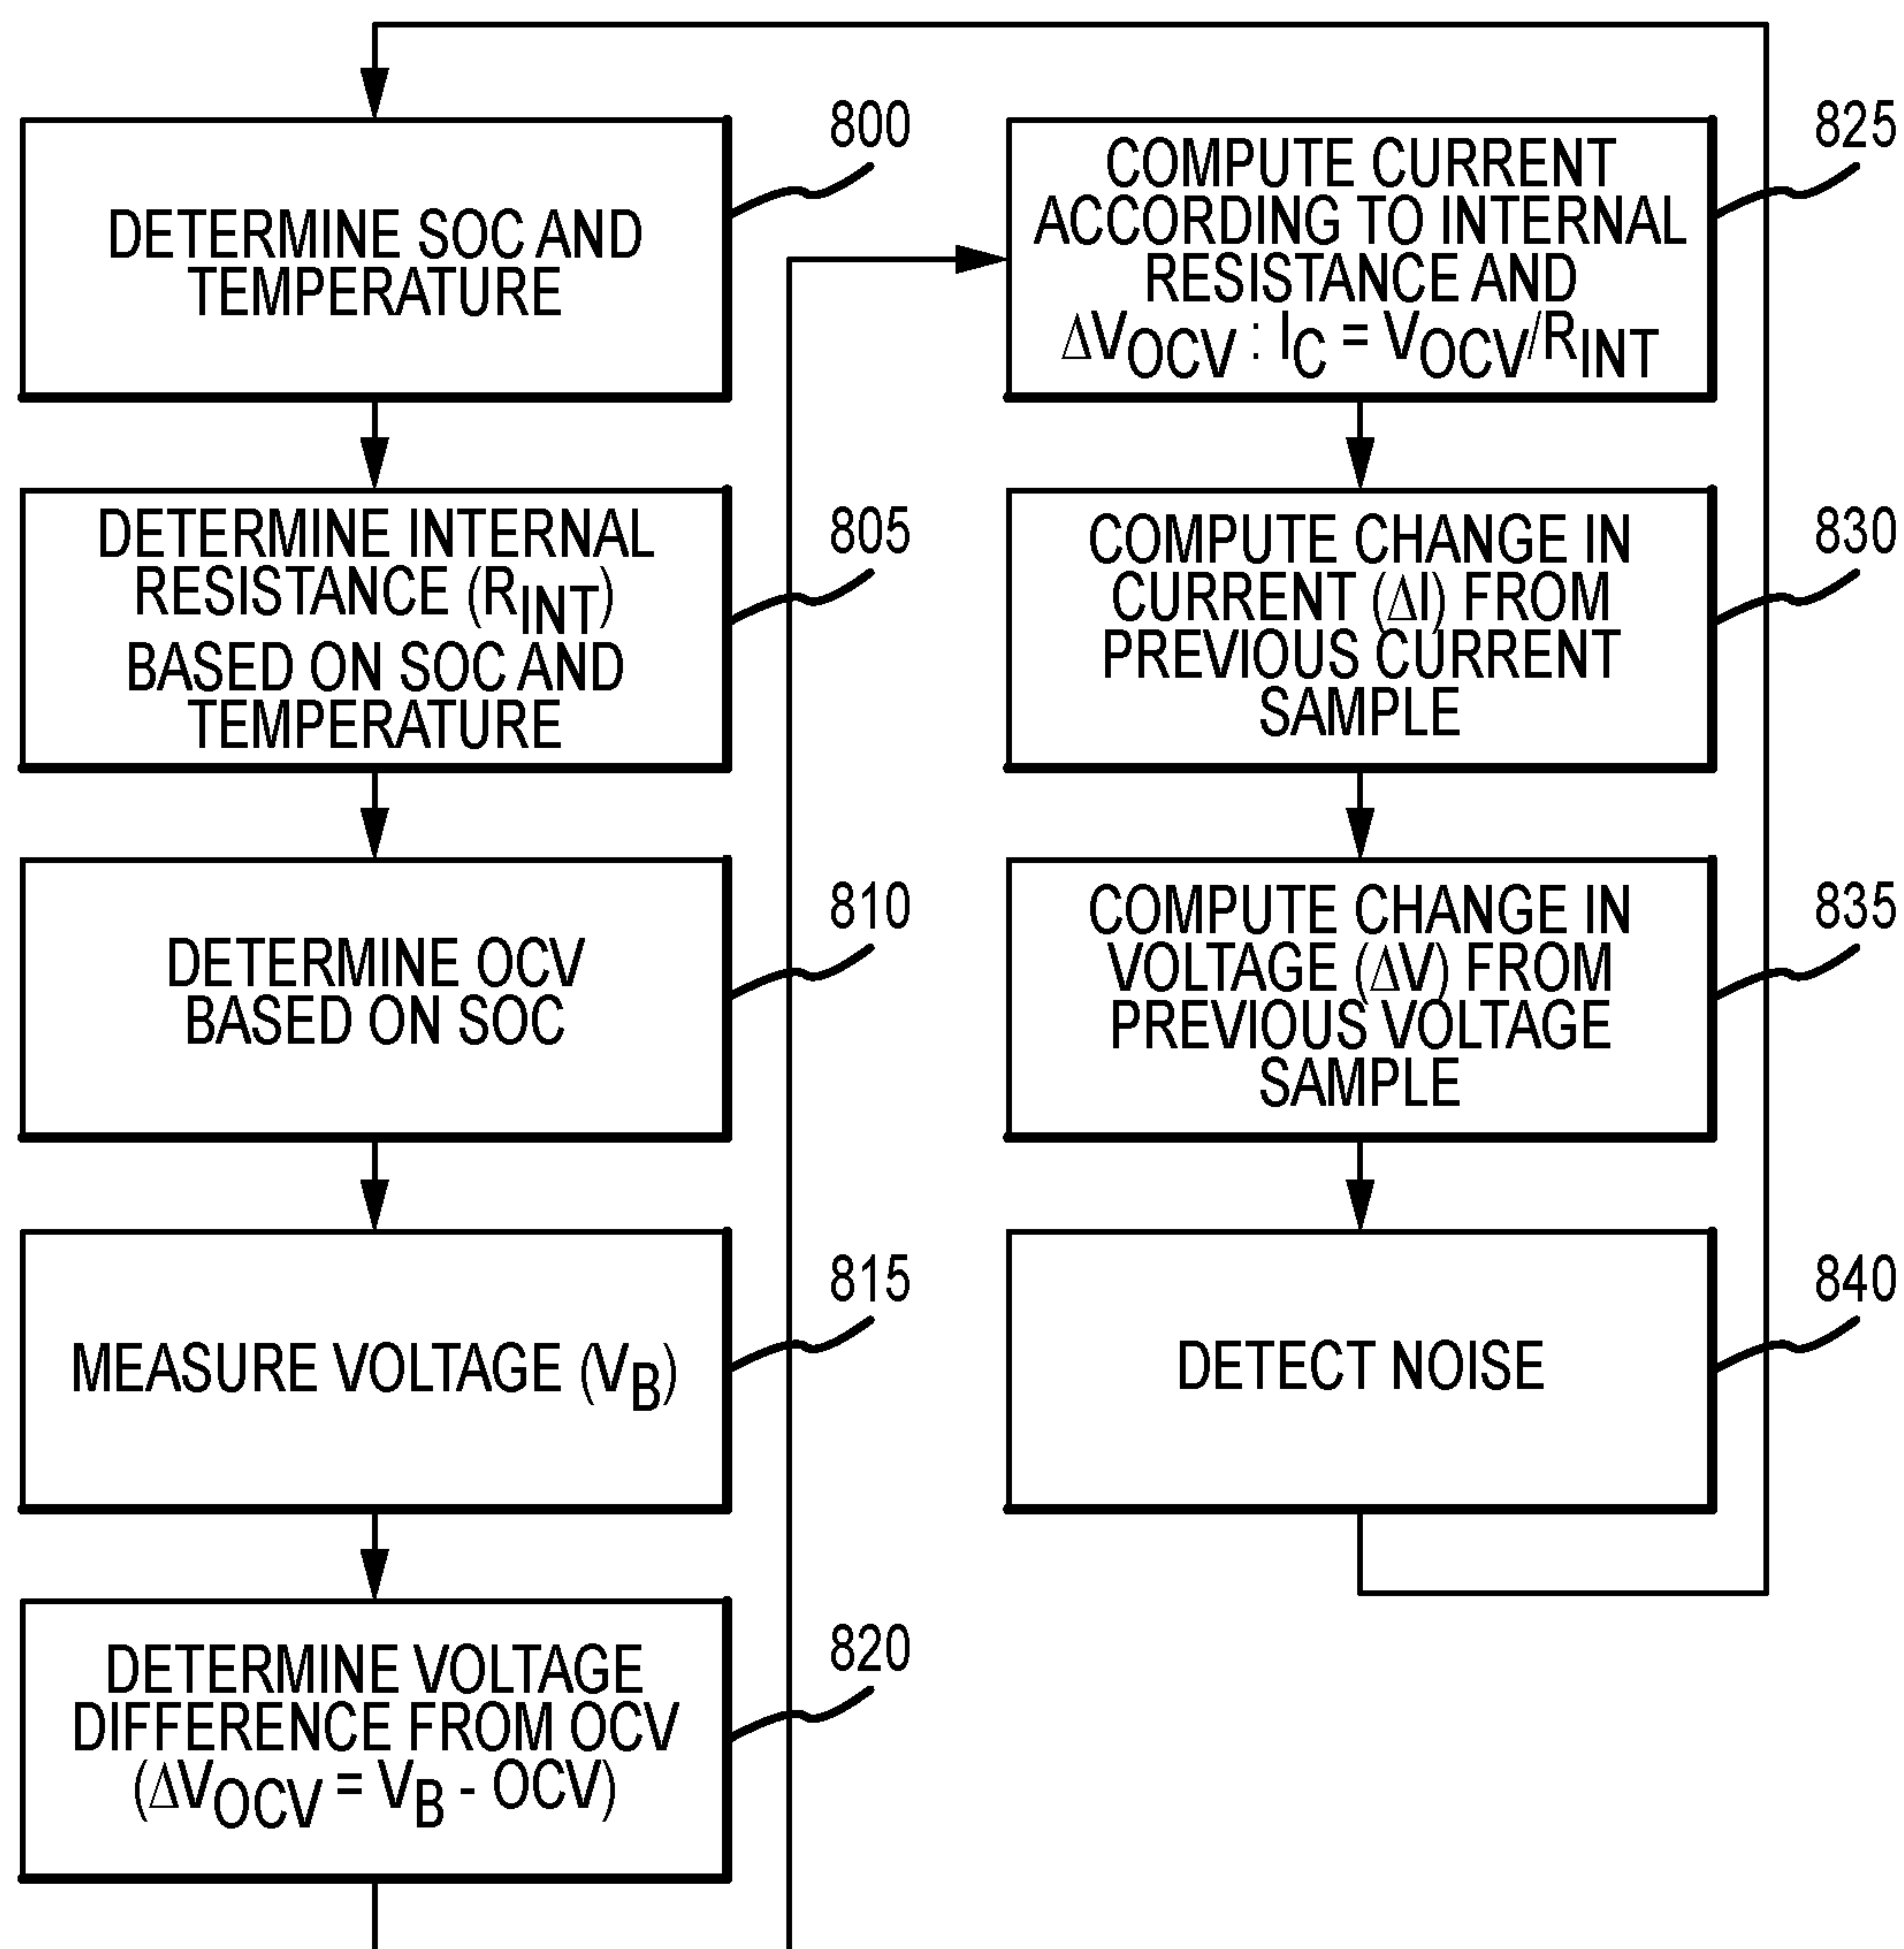 800
DETERMINE SOC AND
TEMPERATURE
805
DETERMINE INTERNAL
RESISTANCE (RINT)
BASED ON SOC AND
TEMPERATURE
810
DETERMINE OCV
BASED ON SOC
815
MEASURE VOLTAGE (VB)
820
DETERMINE VOLTAGE
DIFFERENCE FROM OCV
(ΔVOCV = VB - OCV)
825
COMPUTE CURRENT
ACCORDING TO INTERNAL
RESISTANCE AND
ΔVOCV : IC = VOCV/RINT
830
COMPUTE CHANGE IN
CURRENT (ΔI) FROM
PREVIOUS CURRENT
SAMPLE
835
COMPUTE CHANGE IN
VOLTAGE (ΔV) FROM
PREVIOUS VOLTAGE
SAMPLE
840
DETECT NOISE